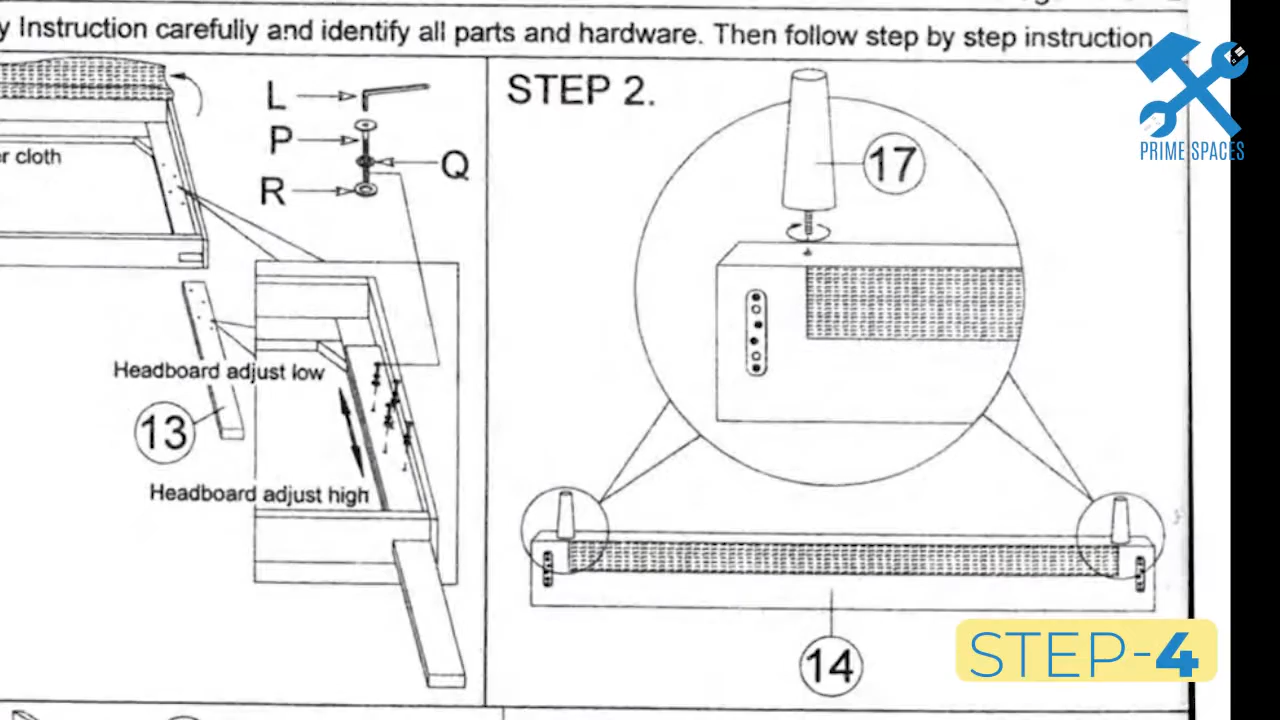 y Instruction carefully and identify all parts and hardware. Then follow step by step instruction
PRIME-SPACES
er cloth
L
P
Q
R
Headboard adjust low
13
Headboard adjust high
STEP 2.
17
14
STEP-4